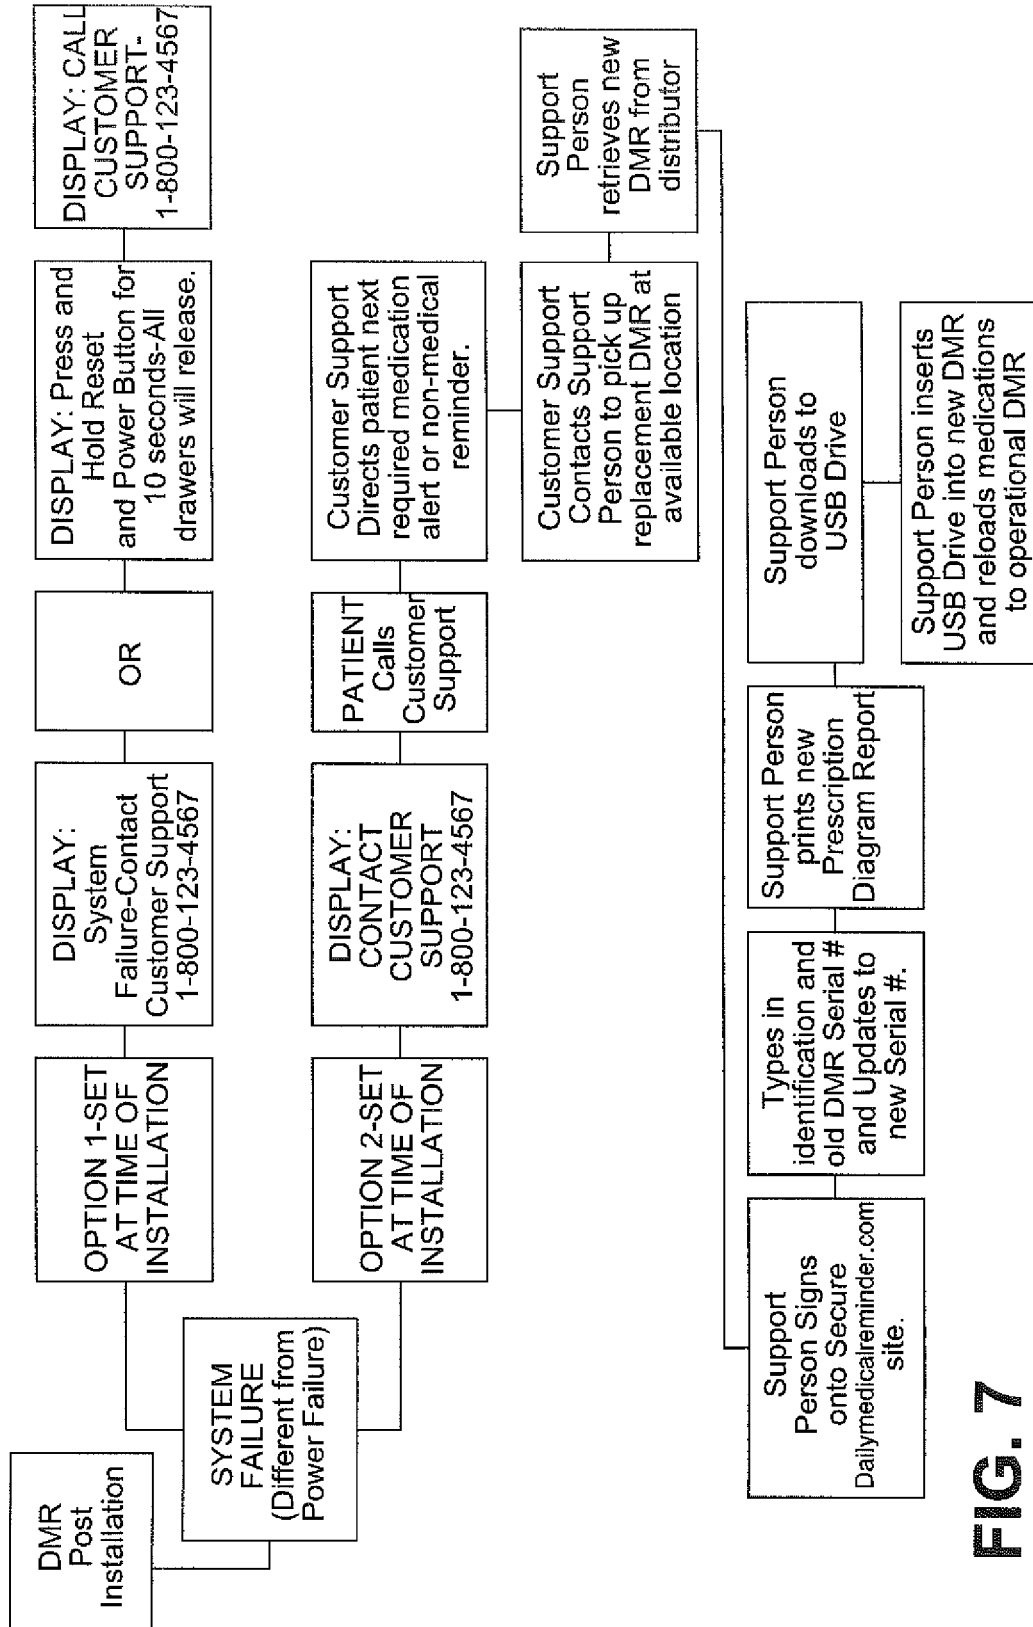 DMR
Post
Installation
SYSTEM
FAILURE
(Different from
Power Failure)
OPTION 1-SET
AT TIME OF
INSTALLATION
DISPLAY:
System
Failure-Contact
Customer Support
1-800-123-4567
OR
DISPLAY: Press and
Hold Reset
and Power Button for
10 seconds-All
drawers will release.
DISPLAY: CALL
CUSTOMER
SUPPORT-
1-800-123-4567
OPTION 2-SET
AT TIME OF
INSTALLATION
DISPLAY:
CONTACT
CUSTOMER
SUPPORT
1-800-123-4567
PATIENT
Calls
Customer
Support
Customer Support
Directs patient next
required medication
alert or non-medical
reminder.
Customer Support
Contacts Support
Person to pick up
replacement DMR at
available location
Support
Person
retrieves new
DMR from
distributor
Support
Person Signs
onto Secure
Dailymedicalreminder.com
site.
Types in
identification and
old DMR Serial #
and Updates to
new Serial #.
Support Person
prints new
Prescription
Diagram Report
Support Person
downloads to
USB Drive
Support Person inserts
USB Drive into new DMR
and reloads medications
to operational DMR
FIG. 7